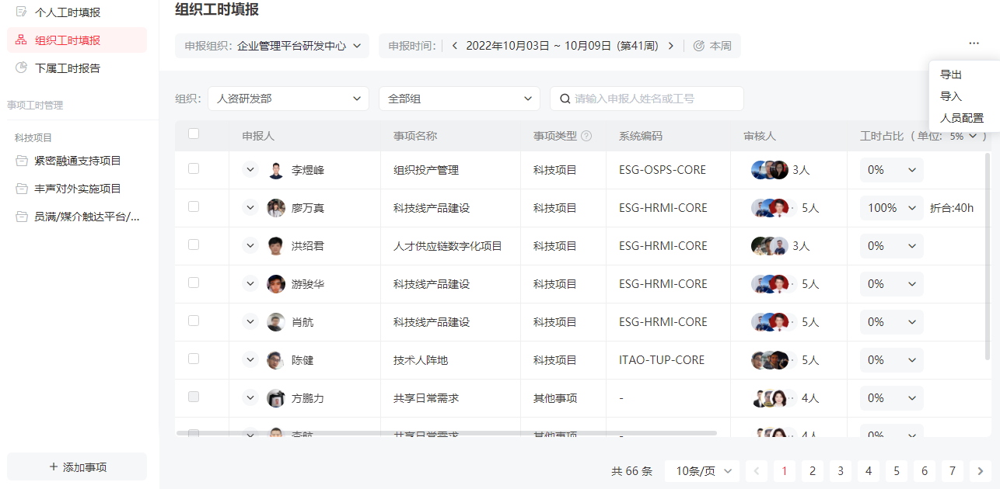 个人工时填报
组织工时填报
下属工时报告
事项工时管理
科技项目
紧密融通支持项目
丰声对外实施项目
员满/媒介触达平台/...
+ 添加事项
组织工时填报
申报组织： 企业管理平台研发中心
申报时间： 2022年10月03日 ~ 10月09日 (第41周) 本周
...
导出
导入
人员配置
组织： 人资研发部 全部组 请输入申报人姓名或工号
申报人 事项名称 事项类型 系统编码 审核人 工时占比 ( 单位: 5% )
李煜峰 组织投产管理 科技项目 ESG-OSPS-CORE 3人 0%
廖万真 科技线产品建设 科技项目 ESG-HRMI-CORE 5人 100% 折合:40h
洪绍君 人才供应链数字化项目 科技项目 ESG-HRMI-CORE 3人 0%
游骏华 科技线产品建设 科技项目 ESG-HRMI-CORE 5人 0%
肖航 科技线产品建设 科技项目 ESG-HRMI-CORE 5人 0%
陈健 技术人阵地 科技项目 ITAO-TUP-CORE 5人 0%
方鹏力 共享日常需求 其他事项 - 4人 0%
李航 共享日常需求 其他事项 - 4人 0%
共 66 条 10条/页 1 2 3 4 5 6 7